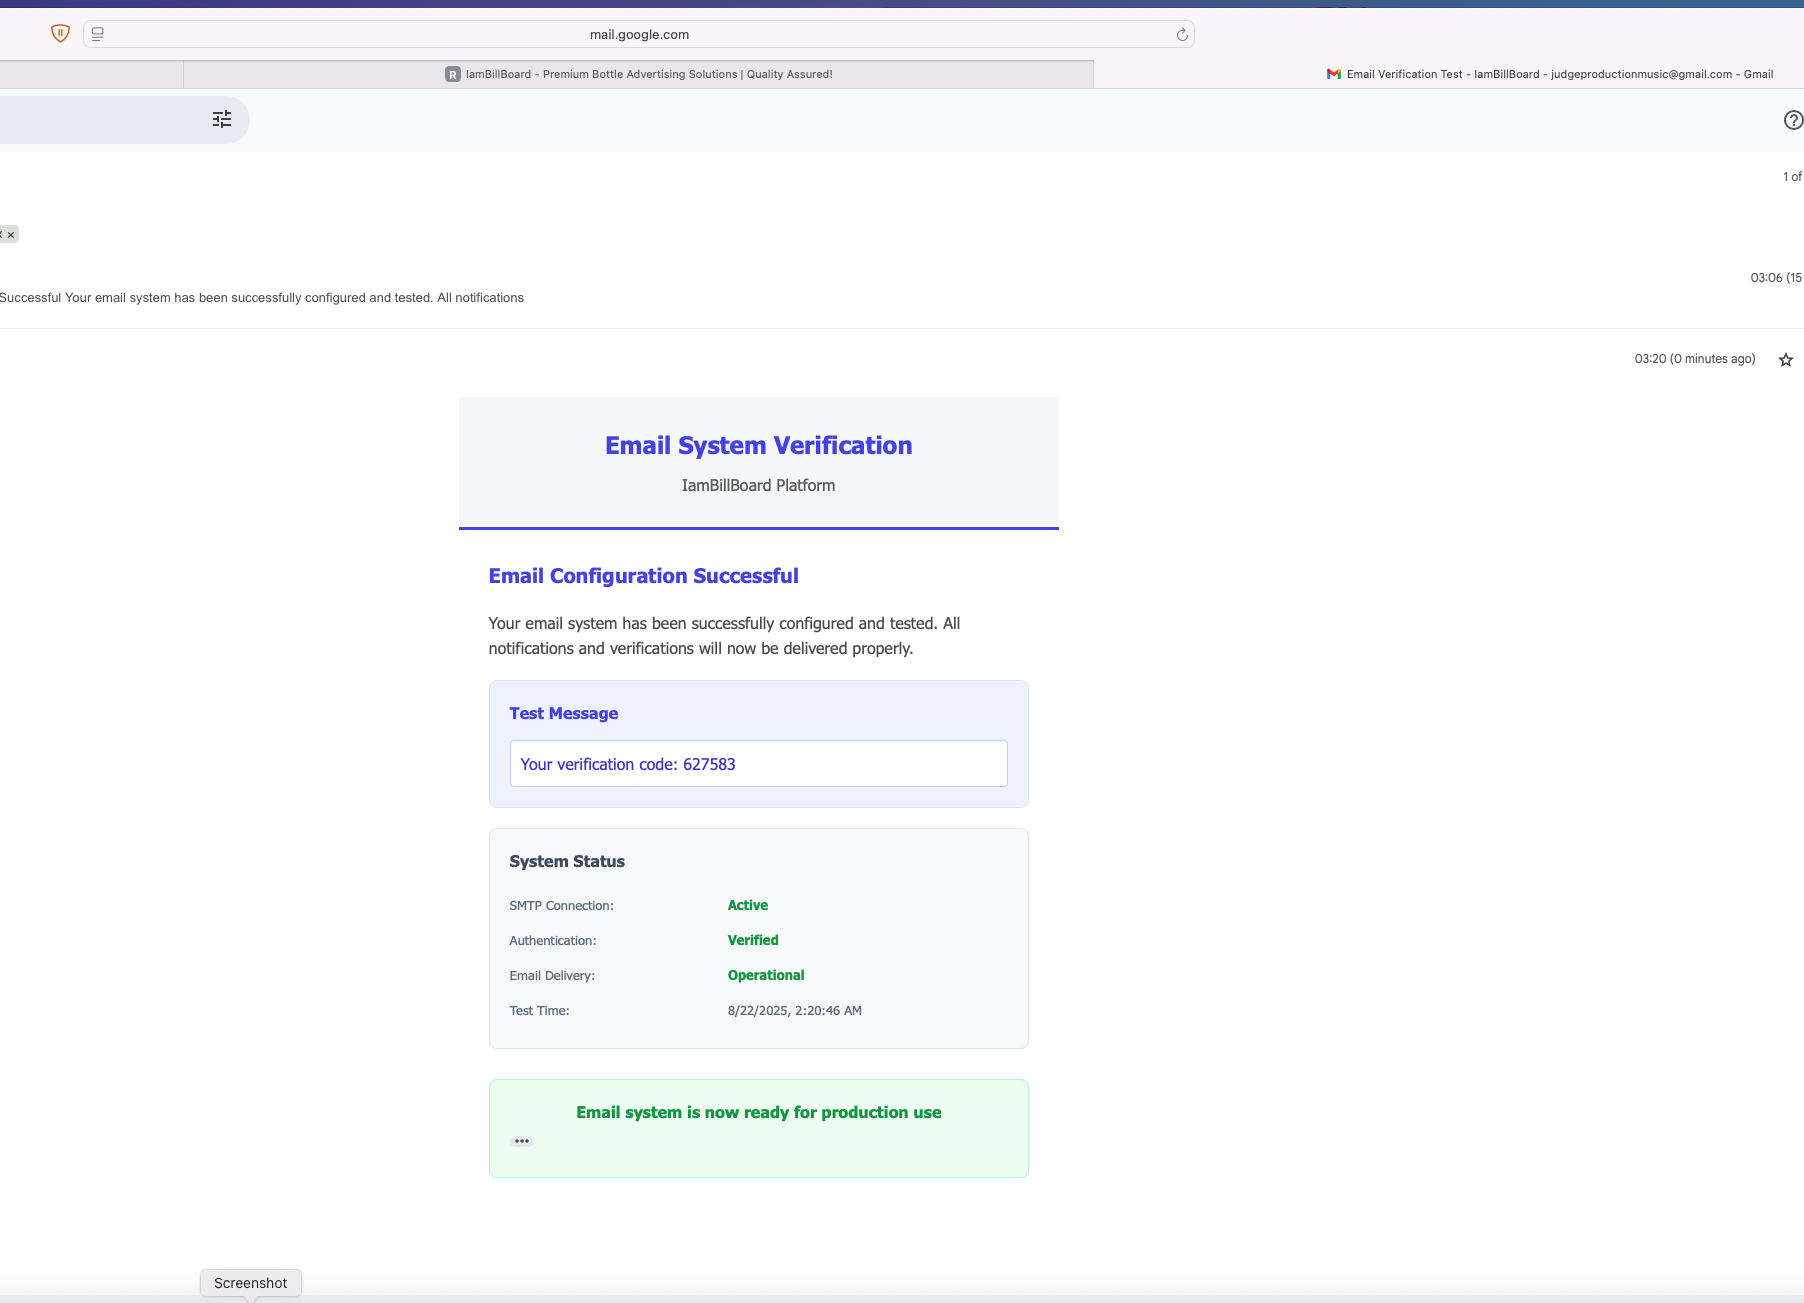 mail.google.com
R IamBillBoard - Premium Bottle Advertising Solutions | Quality Assured!
Email Verification Test - IamBillBoard - judgeproductionmusic@gmail.com - Gmail
1 of
03:06 (15
Successful Your email system has been successfully configured and tested. All notifications
03:20 (0 minutes ago)
Email System Verification
IamBillBoard Platform
Email Configuration Successful
Your email system has been successfully configured and tested. All
notifications and verifications will now be delivered properly.
Test Message
Your verification code: 627583
System Status
SMTP Connection: Active
Authentication: Verified
Email Delivery: Operational
Test Time: 8/22/2025, 2:20:46 AM
Email system is now ready for production use
Screenshot